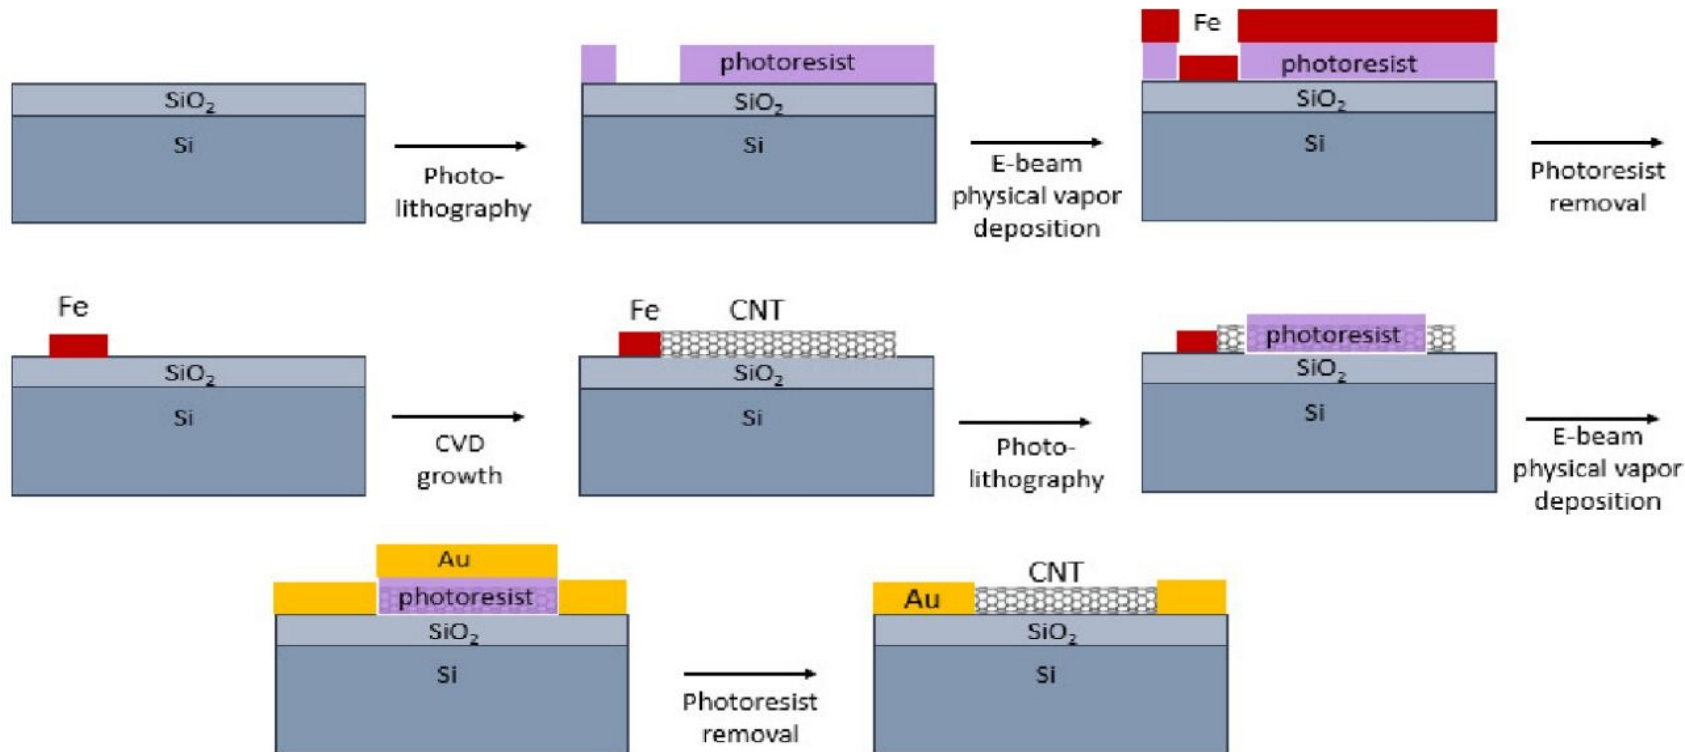 SiO₂
Si
Photo-
lithography
photoresist
SiO₂
Si
E-beam
physical vapor
deposition
Fe
photoresist
SiO₂
Si
Photoresist
removal
Fe
SiO₂
Si
CVD
growth
Fe CNT
SiO₂
Si
Photo-
lithography
photoresist
SiO₂
Si
E-beam
physical vapor
deposition
Au
photoresist
SiO₂
Si
Photoresist
removal
CNT
Au
SiO₂
Si